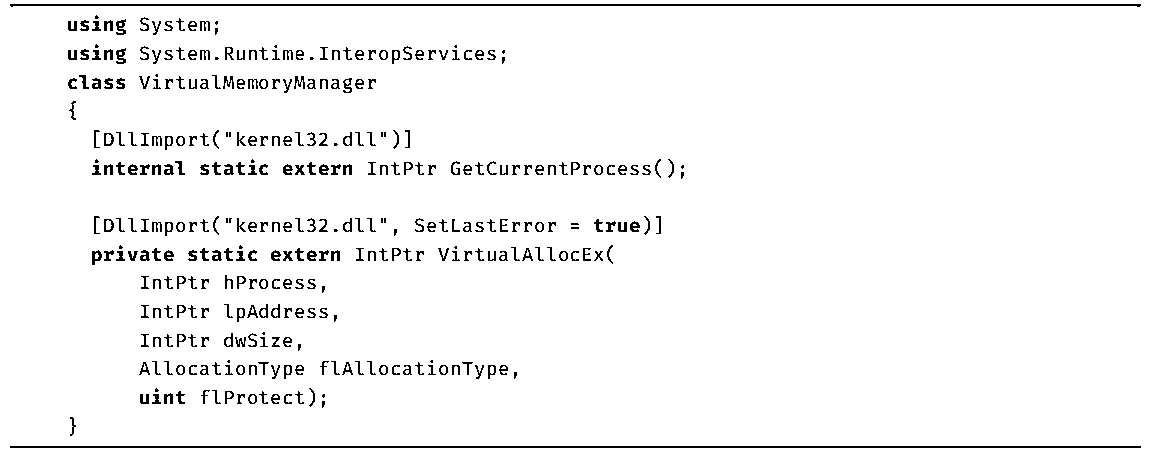 using System;
using System.Runtime.InteropServices;
class VirtualMemoryManager
{
  [DllImport("kernel32.dll")]
  internal static extern IntPtr GetCurrentProcess();

  [DllImport("kernel32.dll", SetLastError = true)]
  private static extern IntPtr VirtualAllocEx(
      IntPtr hProcess,
      IntPtr lpAddress,
      IntPtr dwSize,
      AllocationType flAllocationType,
      uint flProtect);
}